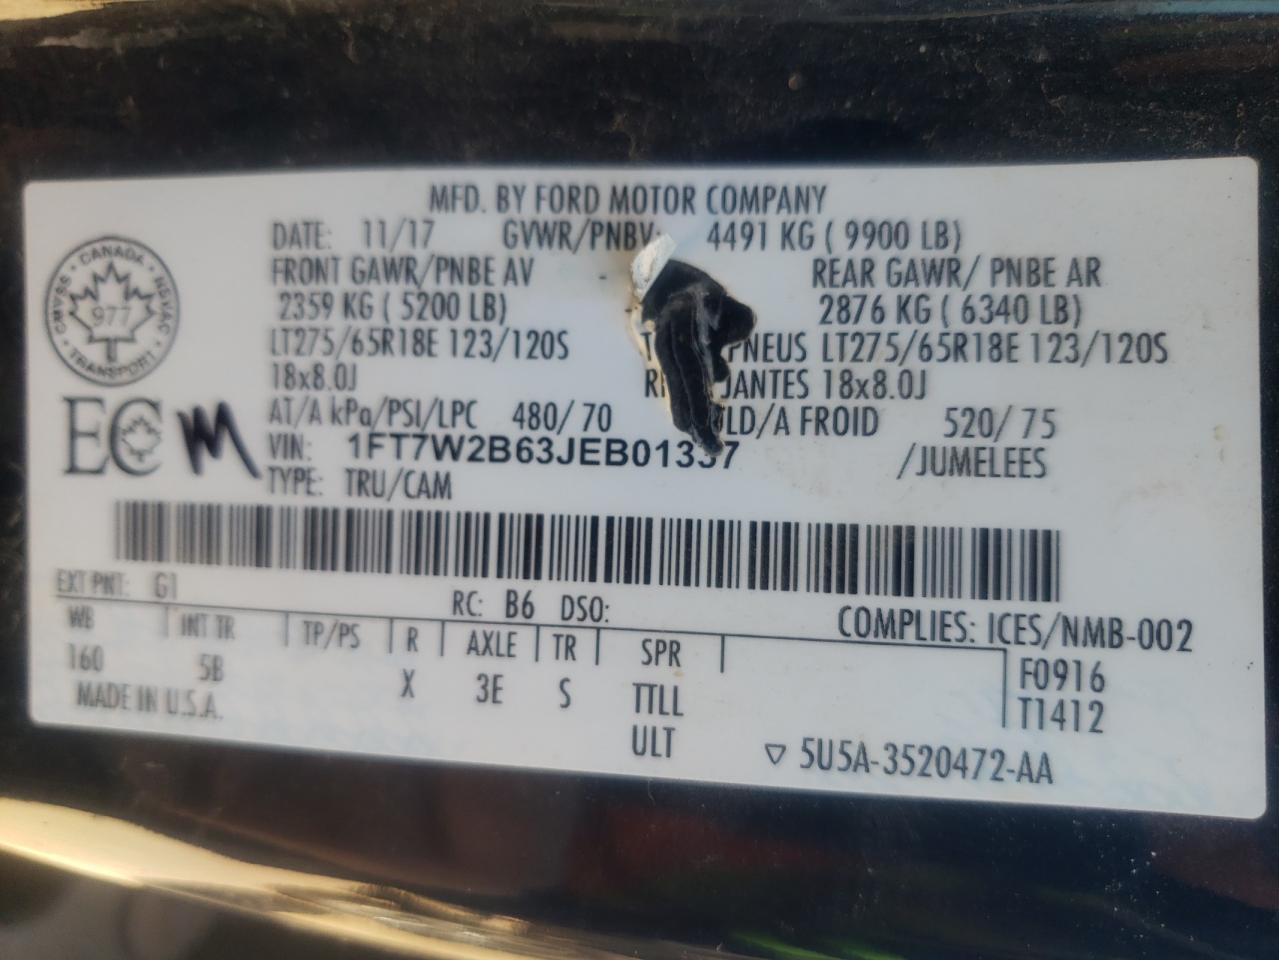 MFD. BY FORD MOTOR COMPANY
DATE: 11/17 GVWR/PNBV: 4491 KG ( 9900 LB)
FRONT GAWR/PNBE AV REAR GAWR/ PNBE AR
2359 KG ( 5200 LB) 2876 KG ( 6340 LB)
LT275/65R18E 123/120S PNEUS LT275/65R18E 123/120S
18x8.0J JANTES 18x8.0J
AT/A kPa/PSI/LPC 480/ 70 /A FROID 520/ 75
VIN: 1FT7W2B63JEB01337 /JUMELEES
TYPE: TRU/CAM
CANADA
CMVSS - NSVAC
977
TRANSPORT
EC M
EXT PNT: G1 RC: B6 DSO:
COMPLIES: ICES/NMB-002
WB INT TR TP/PS R AXLE TR SPR
160 5B X 3E S TTLL F0916
MADE IN U.S.A. ULT T1412
5U5A-3520472-AA